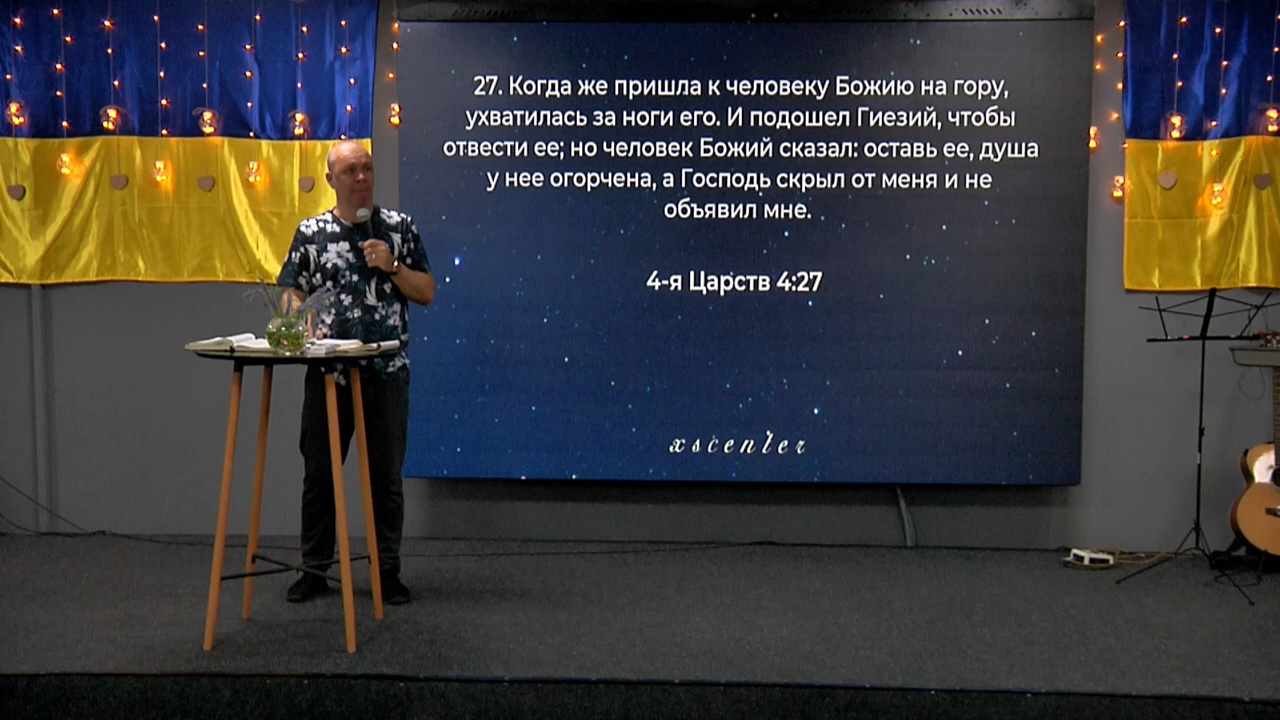 27. Когда же пришла к человеку Божию на гору,
ухватилась за ноги его. И подошел Гиезий, чтобы
отвести ее; но человек Божий сказал: оставь ее, душа
у нее огорчена, а Господь скрыл от меня и не
объявил мне.
4-я Царств 4:27
xscenter